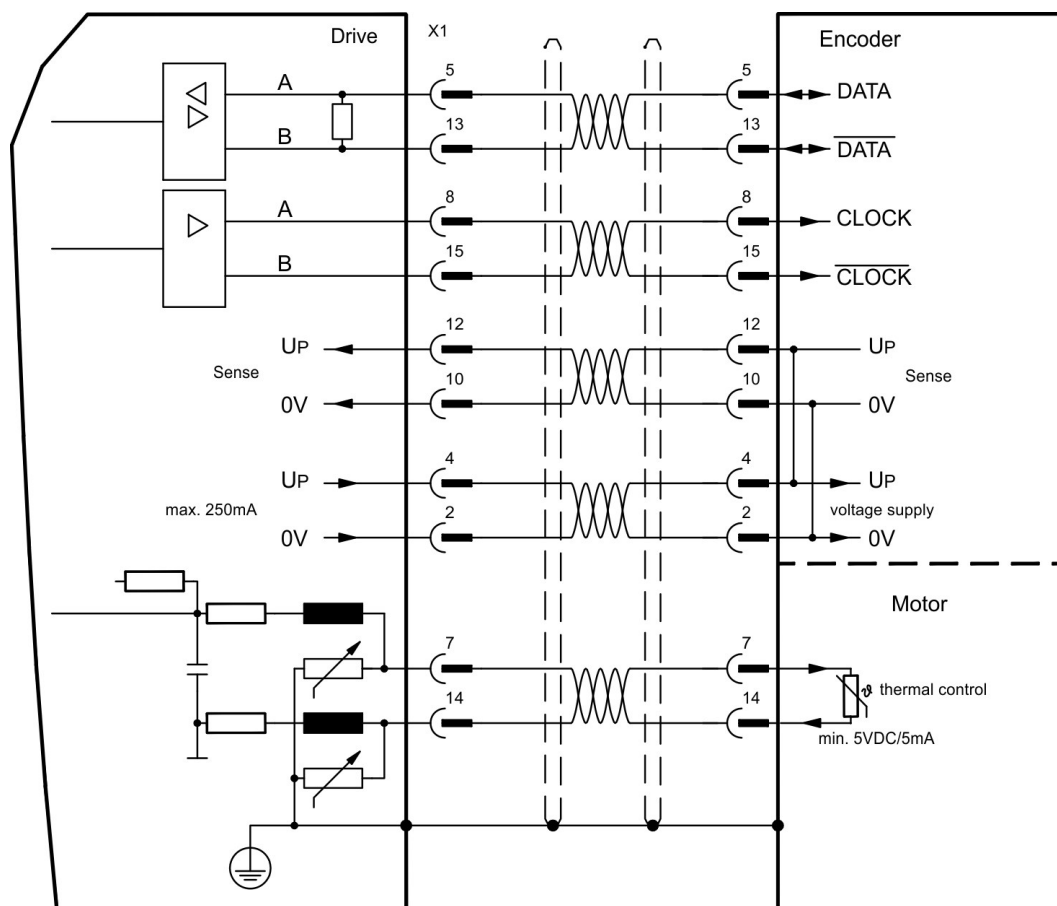 Drive X1 Encoder
A 5 5 DATA
B 13 13 DATA
A 8 8 CLOCK
B 15 15 CLOCK
UP 12 12 UP
Sense Sense
0V 10 10 0V
UP 4 4 UP
max. 250mA voltage supply
0V 2 2 0V
Motor
7 7
ϑ thermal control
14 14
min. 5VDC/5mA